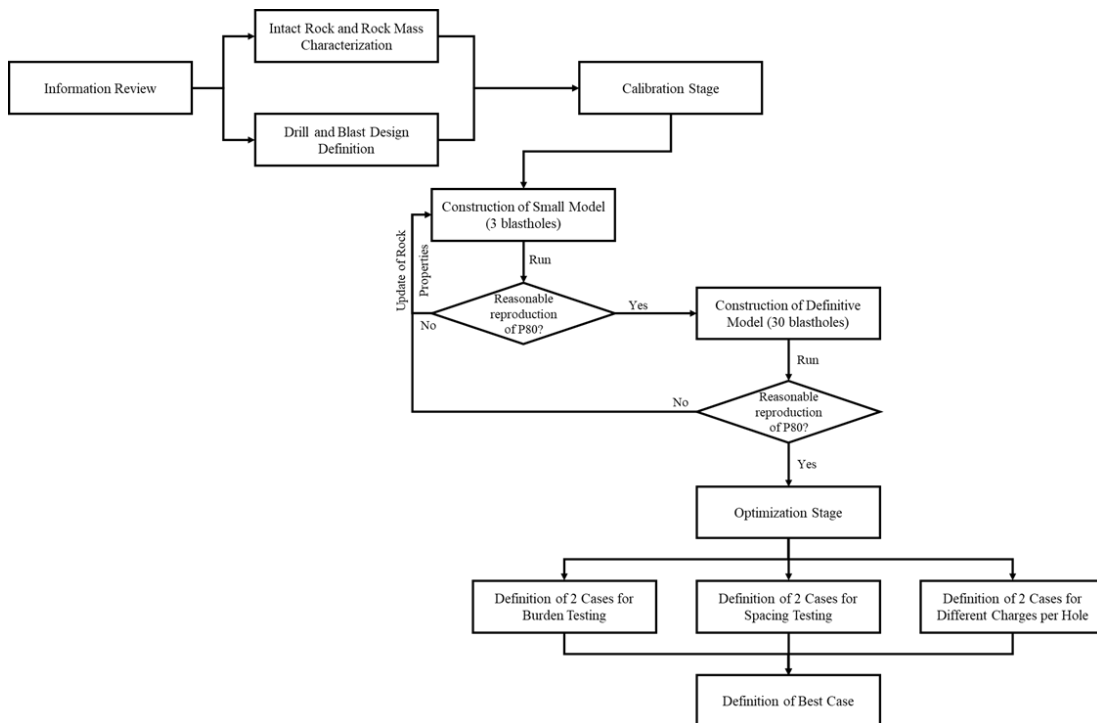 Intact Rock and Rock Mass
Characterization
Information Review
Calibration Stage
Drill and Blast Design
Definition
Construction of Small Model
(3 blastholes)
Update of Rock
Properties
Run
Reasonable
reproduction
of P80?
No
Yes
Construction of Definitive
Model (30 blastholes)
Run
Reasonable
reproduction
of P80?
No
Yes
Optimization Stage
Definition of 2 Cases for
Burden Testing
Definition of 2 Cases for
Spacing Testing
Definition of 2 Cases for
Different Charges per Hole
Definition of Best Case